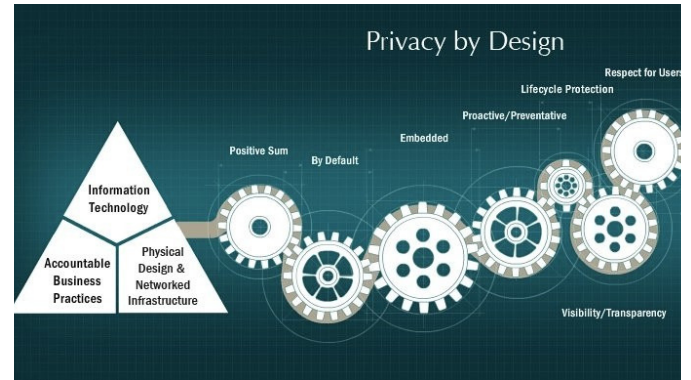 Privacy by Design
Respect for Users
Lifecycle Protection
Proactive/Preventative
Embedded
Positive Sum
By Default
Information
Technology
Accountable
Business
Practices
Physical
Design &
Networked
Infrastructure
Visibility/Transparency